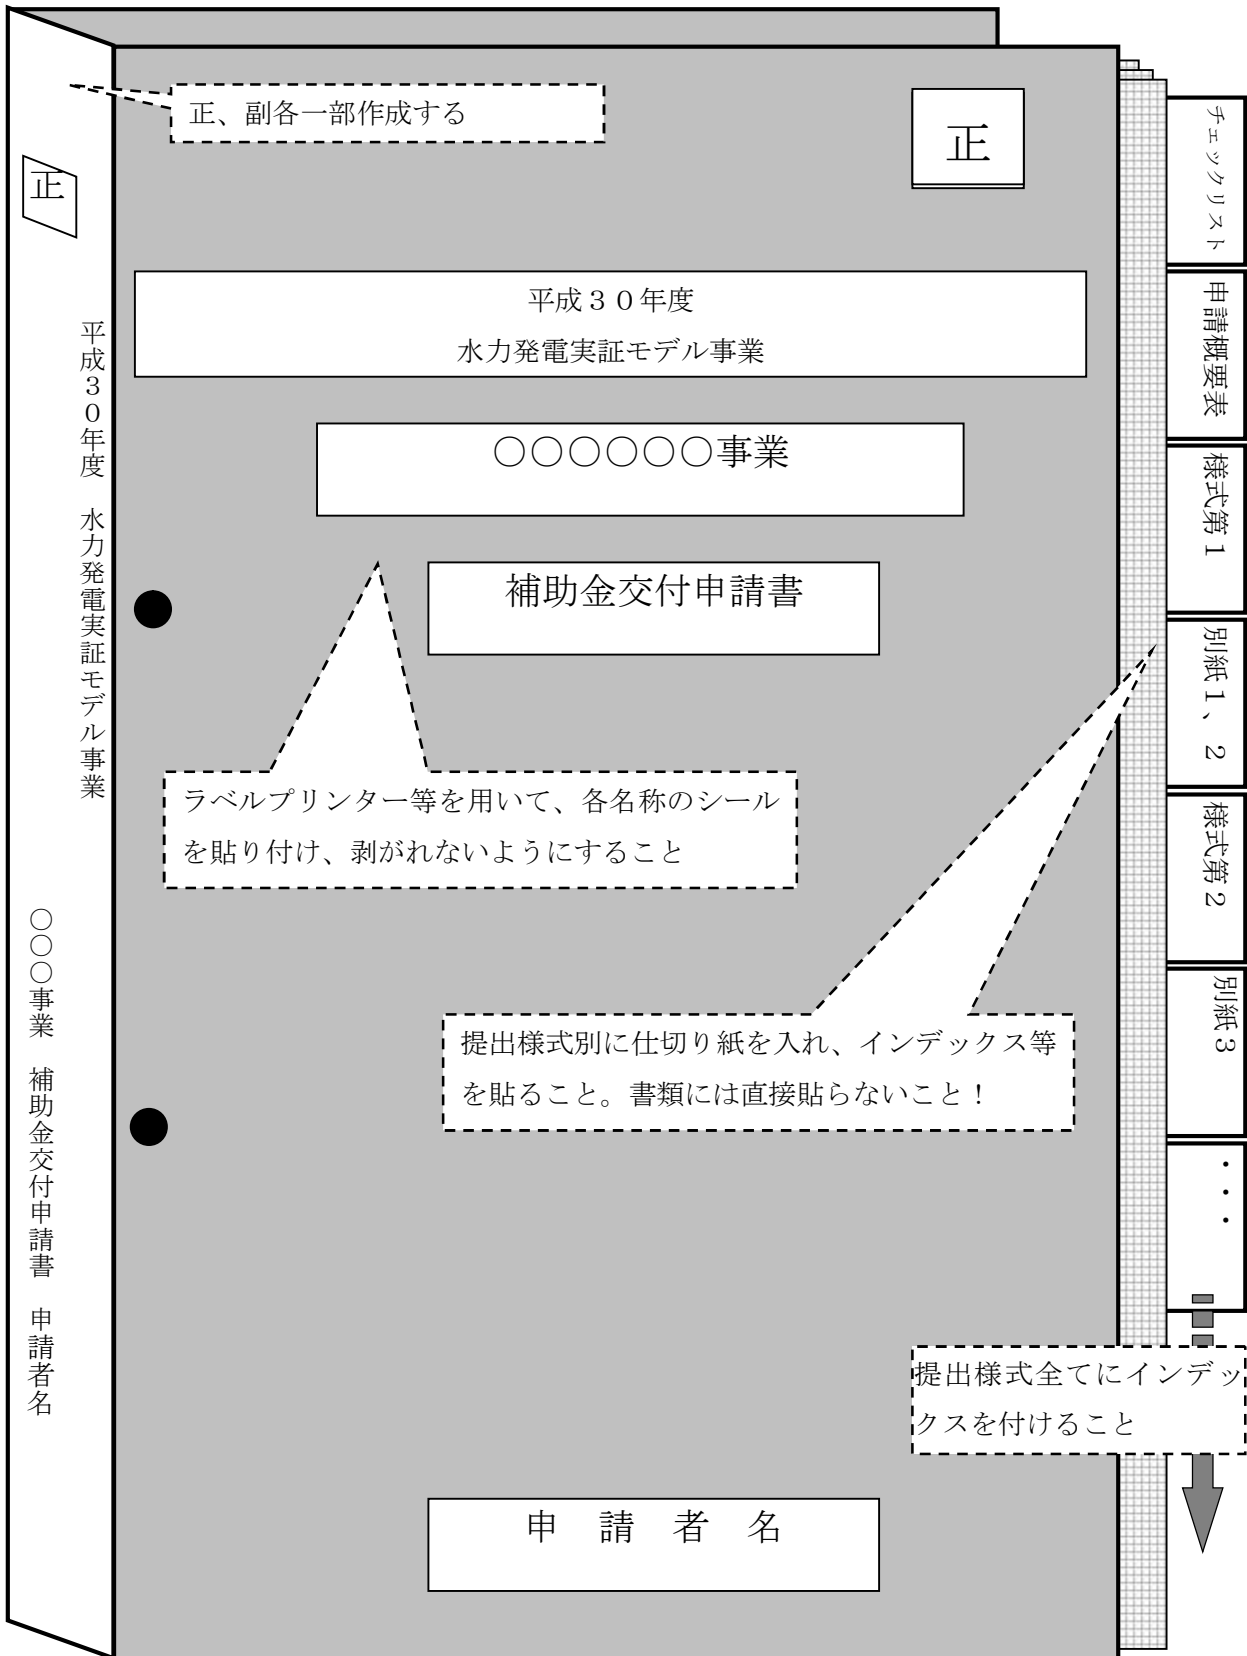 正、副各一部作成する
正
正
平成３０年度
水力発電実証モデル事業
〇〇〇〇〇〇事業
補助金交付申請書
ラベルプリンター等を用いて、各名称のシール
を貼り付け、剥がれないようにすること
提出様式別に仕切り紙を入れ、インデックス等
を貼ること。書類には直接貼らないこと！
提出様式全てにインデッ
クスを付けること
申　請　者　名
平成３０年度　水力発電実証モデル事業
〇〇〇事業　補助金交付申請書　申請者名
チェックリスト
申請概要表
様式第１
別紙１、２
様式第２
別紙３
・・・